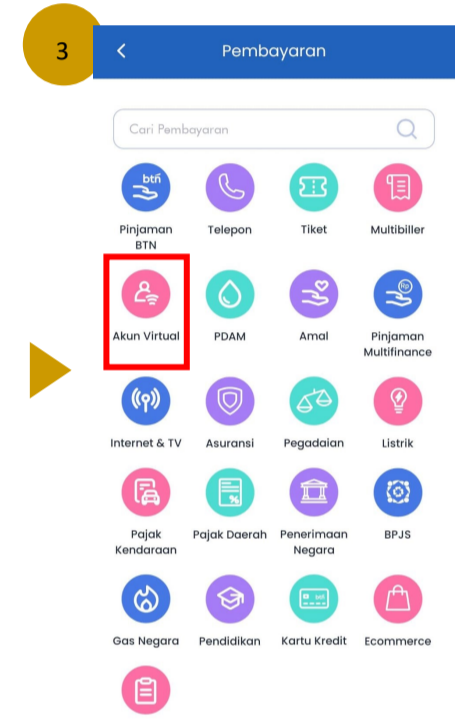 3
Pembayaran
Cari Pembayaran
btn
Pinjaman
BTN
Telepon
Tiket
Multibiller
Akun Virtual
PDAM
Amal
Rp
Pinjaman
Multifinance
Internet & TV
Asuransi
Pegadaian
Listrik
Pajak
Kendaraan
%
Pajak Daerah
Penerimaan
Negara
BPJS
Gas Negara
Pendidikan
Kartu Kredit
Ecommerce